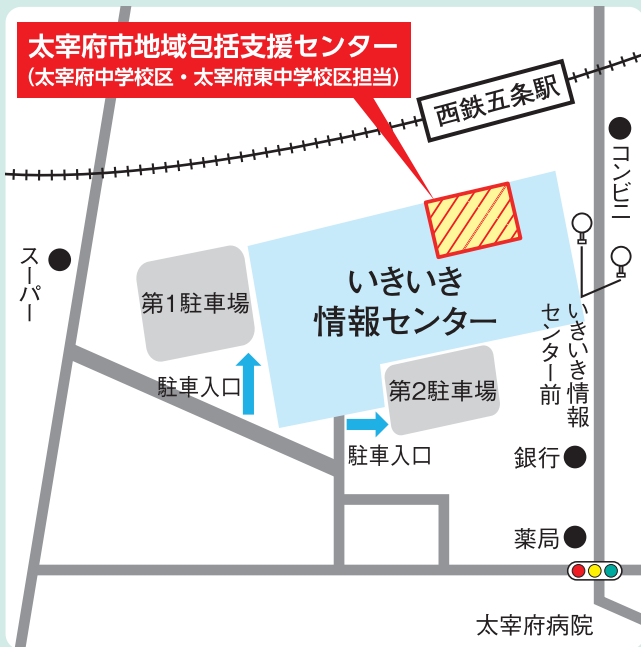 太宰府市地域包括支援センター
(太宰府中学校区・太宰府東中学校区担当)
西鉄五条駅
コンビニ
スーパー
いきいき
情報センター
第1駐車場
駐車入口
第2駐車場
駐車入口
いきいき情報
センター前
銀行
薬局
太宰府病院